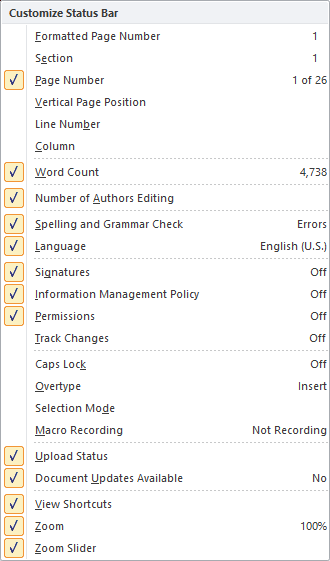 Customize Status Bar
Formatted Page Number 1
Section 1
Page Number 1 of 26
Vertical Page Position
Line Number
Column
Word Count 4,738
Number of Authors Editing
Spelling and Grammar Check Errors
Language English (U.S.)
Signatures Off
Information Management Policy Off
Permissions Off
Track Changes Off
Caps Lock Off
Overtype Insert
Selection Mode
Macro Recording Not Recording
Upload Status
Document Updates Available No
View Shortcuts
Zoom 100%
Zoom Slider